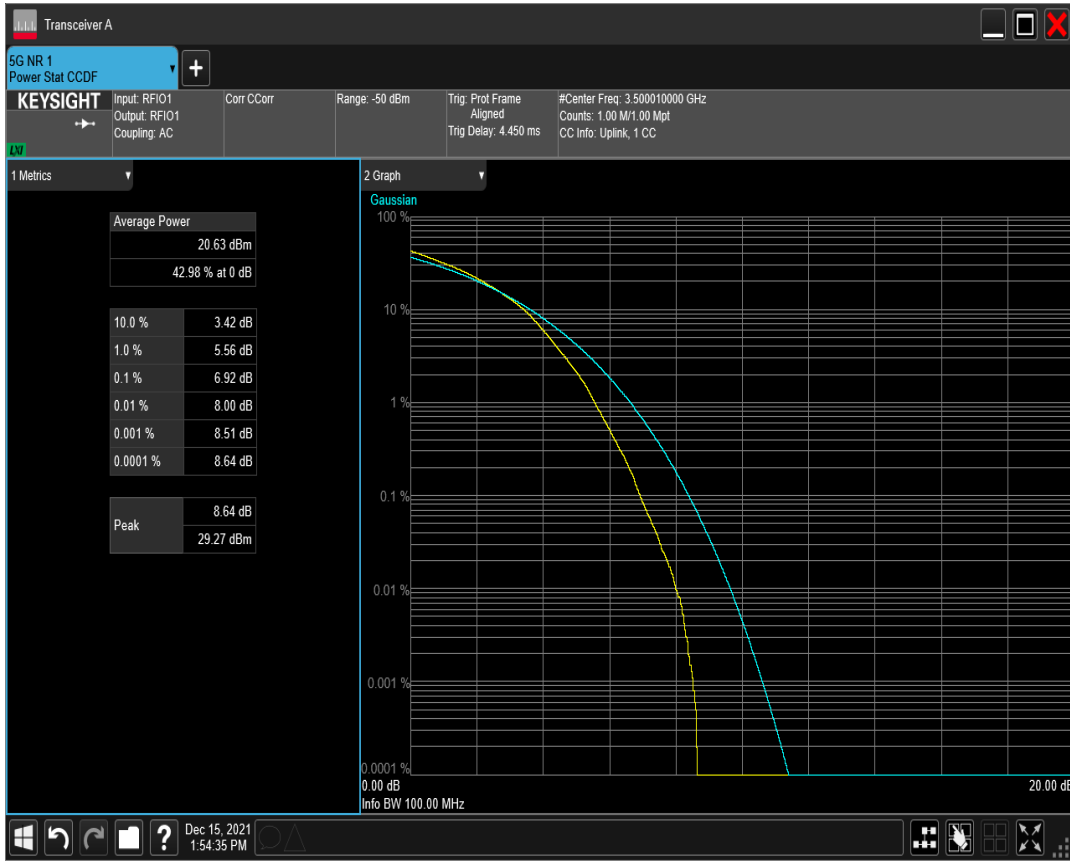 Transceiver A
5G NR 1
Power Stat CCDF
+
KEYSIGHT
LXI
Input: RFIO1
Output: RFIO1
Coupling: AC
Corr CCorr
Range: -50 dBm
Trig: Prot Frame
Aligned
Trig Delay: 4.450 ms
#Center Freq: 3.500010000 GHz
Counts: 1.00 M/1.00 Mpt
CC Info: Uplink, 1 CC
1 Metrics
Average Power
20.63 dBm
42.98 % at 0 dB
10.0 % 3.42 dB
1.0 % 5.56 dB
0.1 % 6.92 dB
0.01 % 8.00 dB
0.001 % 8.51 dB
0.0001 % 8.64 dB
Peak 8.64 dB
29.27 dBm
2 Graph
Gaussian
100 %
10 %
1 %
0.1 %
0.01 %
0.001 %
0.0001 %
0.00 dB 20.00 dB
Info BW 100.00 MHz
?
Dec 15, 2021
1:54:35 PM